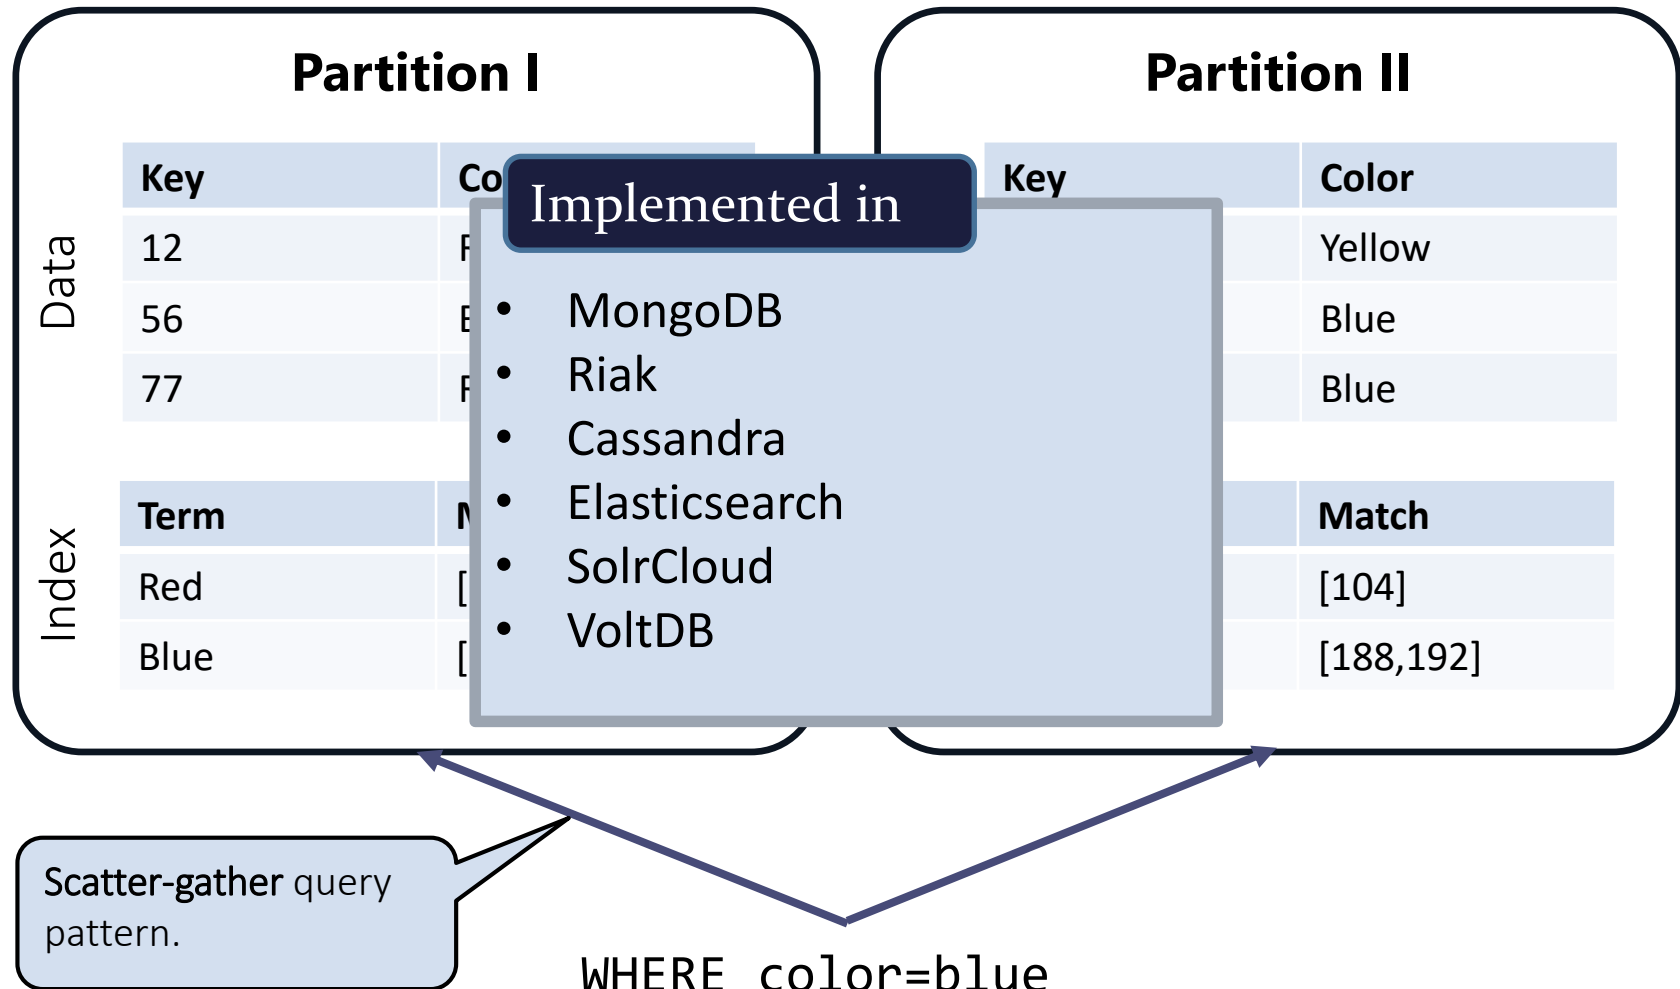 Partition I
Partition II
Data
Key
12
56
77
Key
Color
Yellow
Blue
Blue
Implemented in
• MongoDB
• Riak
• Cassandra
• Elasticsearch
• SolrCloud
• VoltDB
Index
Term
Red
Blue
Match
[104]
[188,192]
Scatter-gather query
pattern.
WHERE color=blue